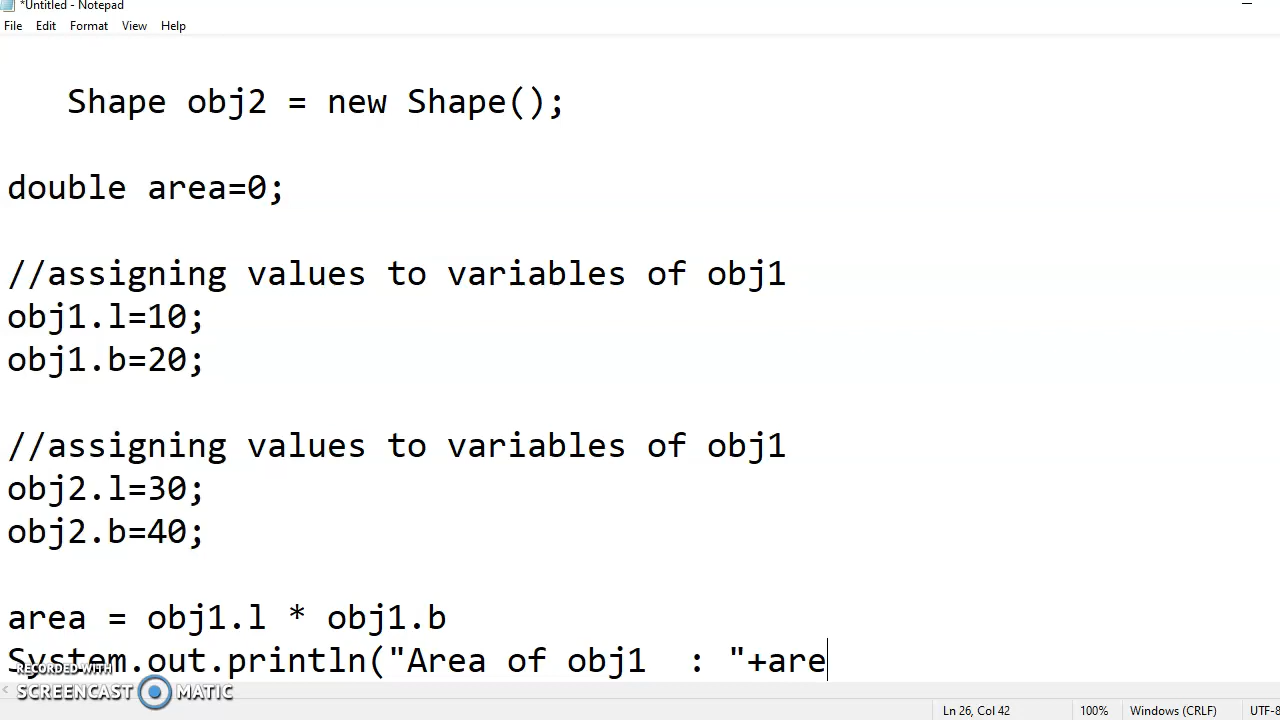 *Untitled - Notepad
File Edit Format View Help
Shape obj2 = new Shape();
double area=0;
//assigning values to variables of obj1
obj1.l=10;
obj1.b=20;
//assigning values to variables of obj1
obj2.l=30;
obj2.b=40;
area = obj1.l * obj1.b
System.out.println("Area of obj1  : "+are
RECORDED WITH
SCREENCAST MATIC
Ln 26, Col 42 100% Windows (CRLF) UTF-8